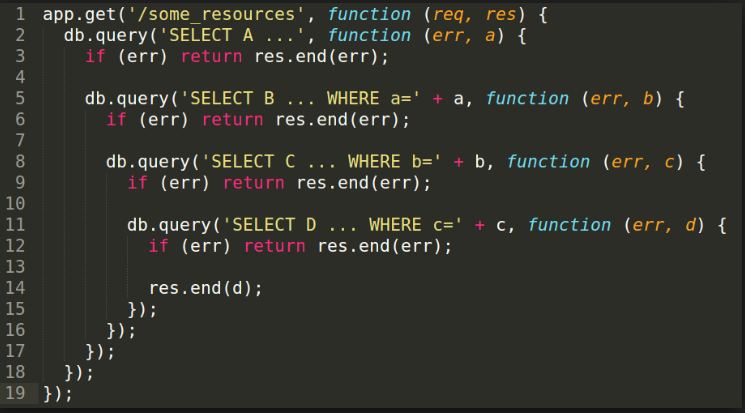 1 app.get('/some_resources', function (req, res) {
2   db.query('SELECT A ...', function (err, a) {
3     if (err) return res.end(err);
4
5     db.query('SELECT B ... WHERE a=' + a, function (err, b) {
6       if (err) return res.end(err);
7
8       db.query('SELECT C ... WHERE b=' + b, function (err, c) {
9         if (err) return res.end(err);
10
11         db.query('SELECT D ... WHERE c=' + c, function (err, d) {
12           if (err) return res.end(err);
13
14           res.end(d);
15         });
16       });
17     });
18   });
19 });